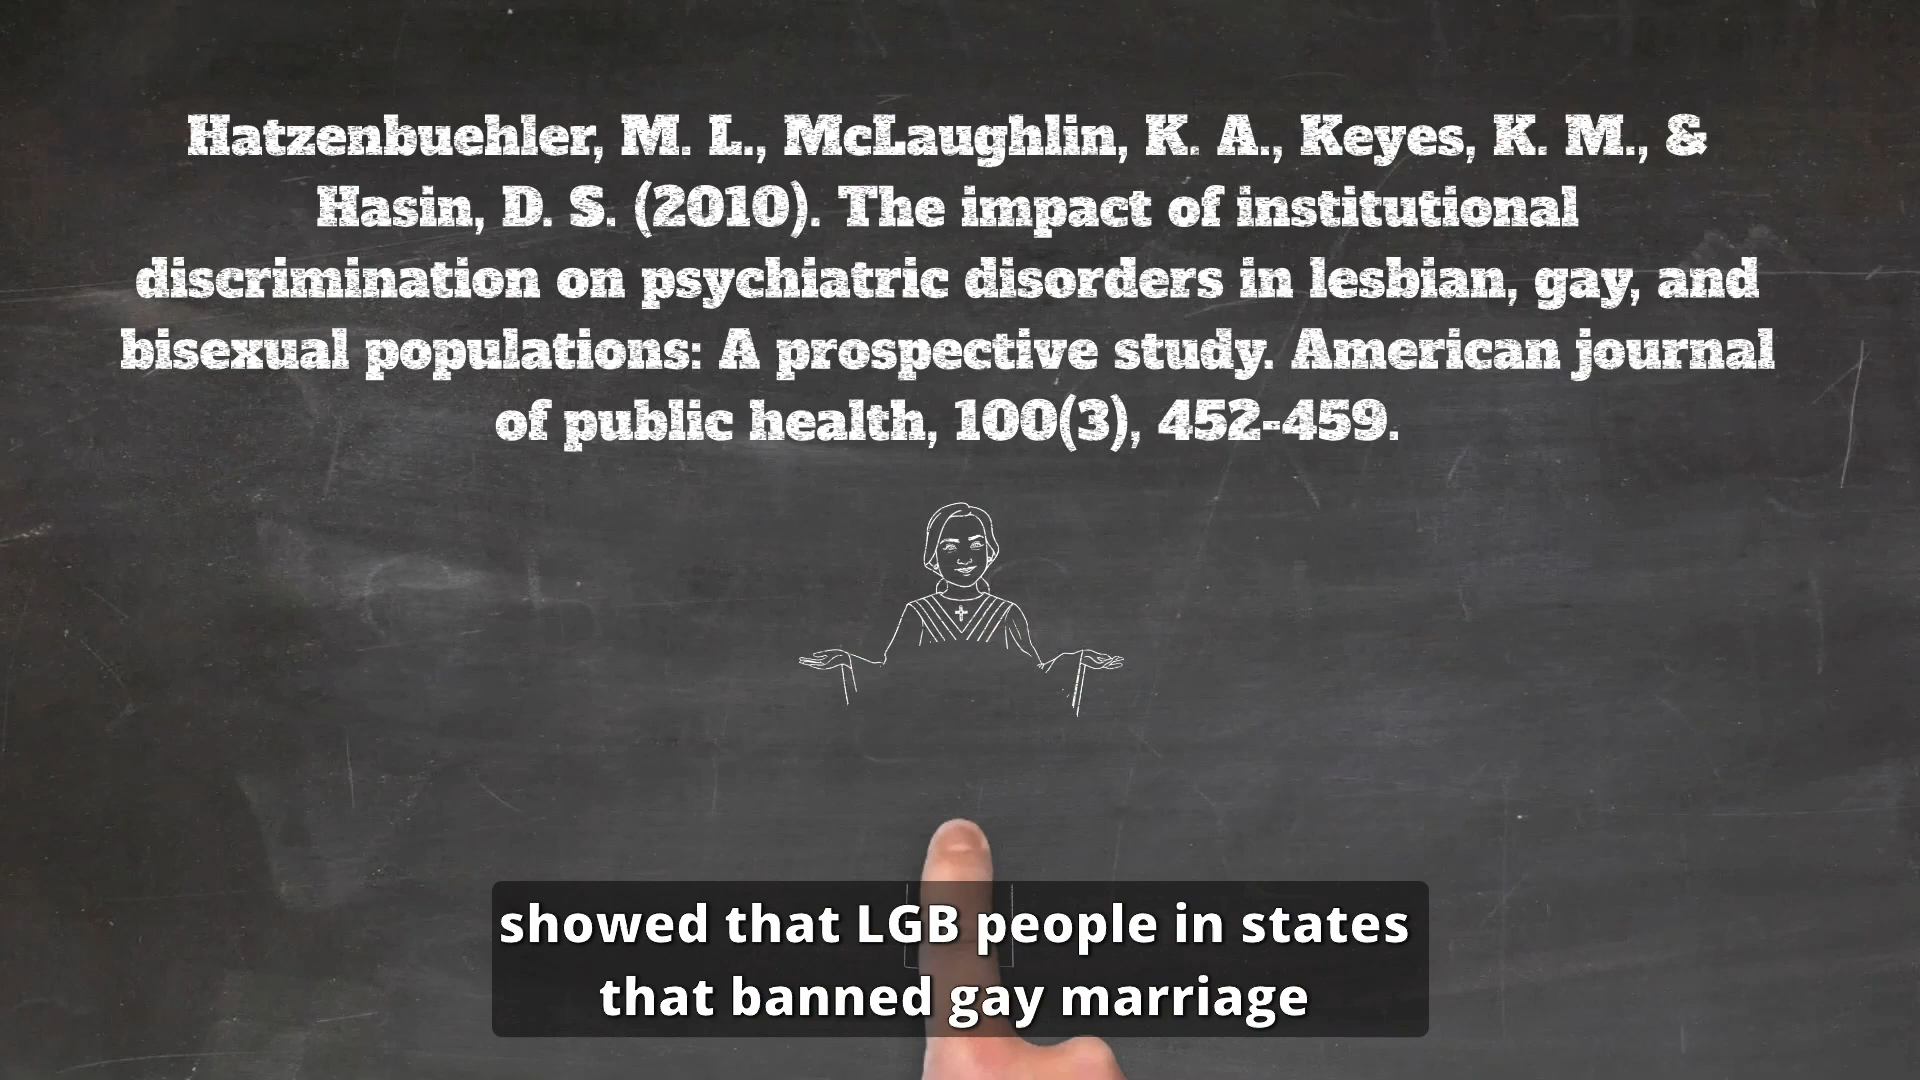 Hatzenbuehler, M. L., McLaughlin, K. A., Keyes, K. M., &
Hasin, D. S. (2010). The impact of institutional
discrimination on psychiatric disorders in lesbian, gay, and
bisexual populations: A prospective study. American journal
of public health, 100(3), 452-459.
showed that LGB people in states
that banned gay marriage